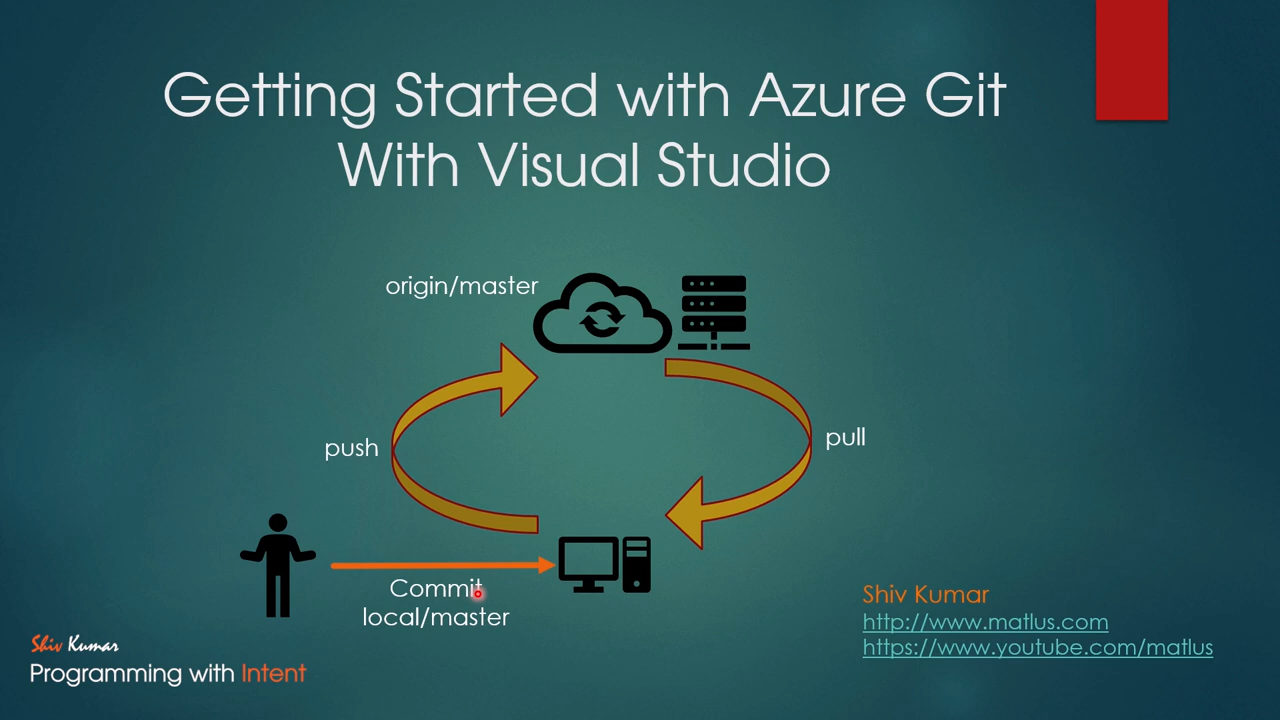 Getting Started with Azure Git
With Visual Studio
origin/master
push
pull
Commit
local/master
Shiv Kumar
http://www.matlus.com
https://www.youtube.com/matlus
Shiv Kumar
Programming with Intent